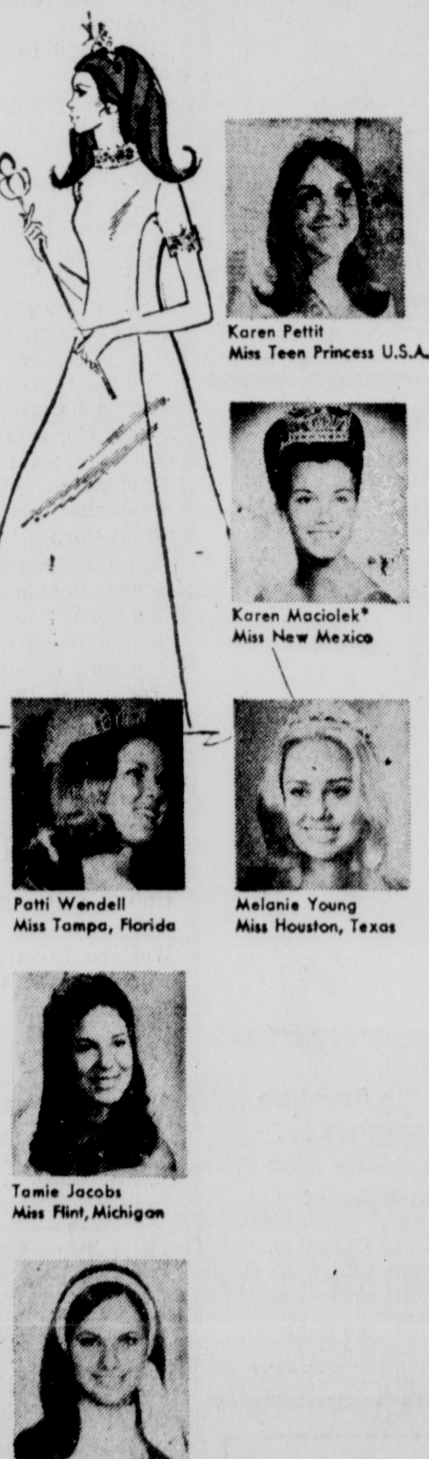 Karen Pettit
Miss Teen Princess U.S.A.
Karen Maciolek*
Miss New Mexico
Patti Wendell
Miss Tampa, Florida
Melanie Young
Miss Houston, Texas
Tamie Jacobs
Miss Flint, Michigan